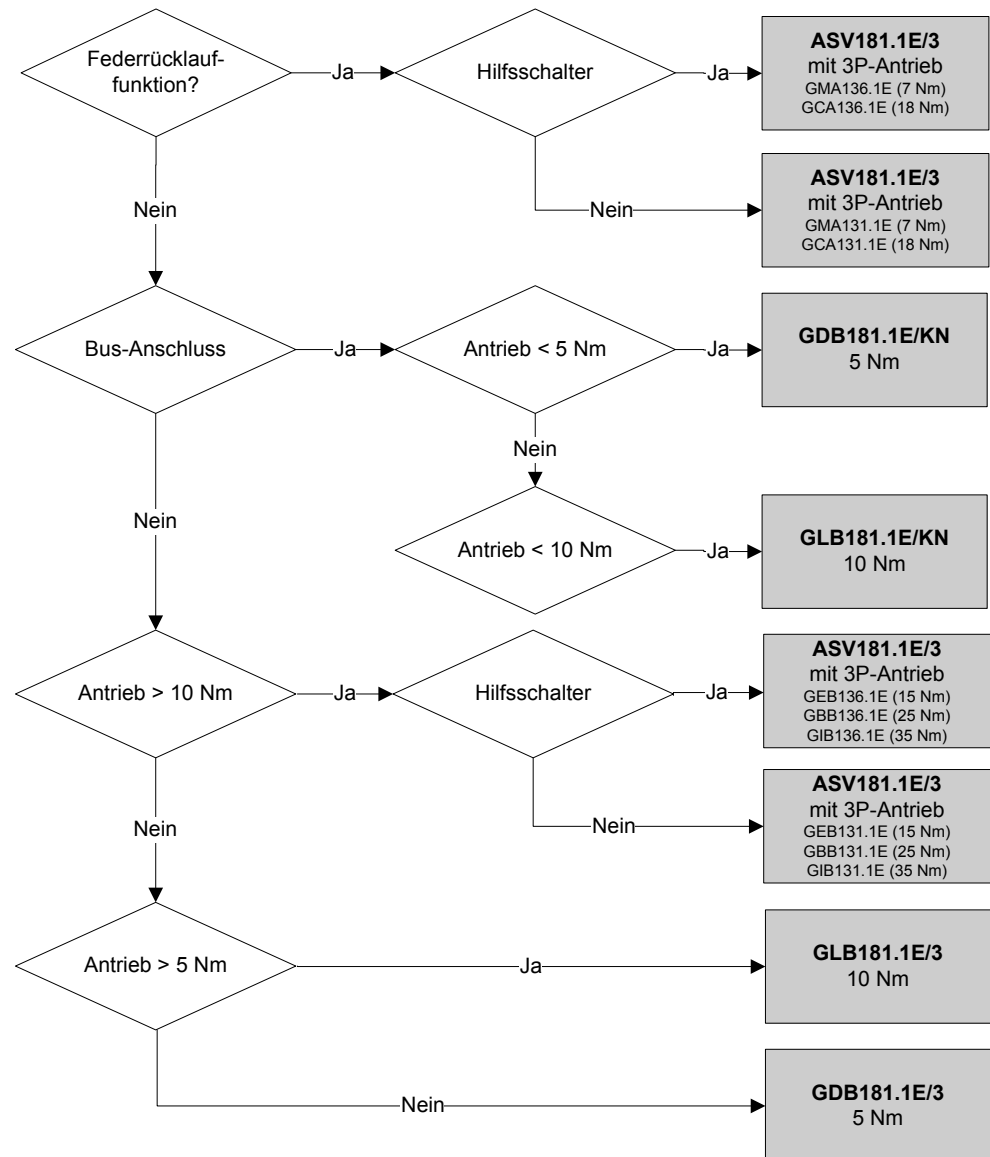 Federrücklauf-
funktion?
Ja
Hilfsschalter
Ja
ASV181.1E/3
mit 3P-Antrieb
GMA136.1E (7 Nm)
GCA136.1E (18 Nm)
Nein
Nein
ASV181.1E/3
mit 3P-Antrieb
GMA131.1E (7 Nm)
GCA131.1E (18 Nm)
Bus-Anschluss
Ja
Antrieb < 5 Nm
Ja
GDB181.1E/KN
5 Nm
Nein
Nein
Antrieb < 10 Nm
Ja
GLB181.1E/KN
10 Nm
Antrieb > 10 Nm
Ja
Hilfsschalter
Ja
ASV181.1E/3
mit 3P-Antrieb
GEB136.1E (15 Nm)
GBB136.1E (25 Nm)
GIB136.1E (35 Nm)
Nein
Nein
ASV181.1E/3
mit 3P-Antrieb
GEB131.1E (15 Nm)
GBB131.1E (25 Nm)
GIB131.1E (35 Nm)
Antrieb > 5 Nm
Ja
GLB181.1E/3
10 Nm
Nein
GDB181.1E/3
5 Nm